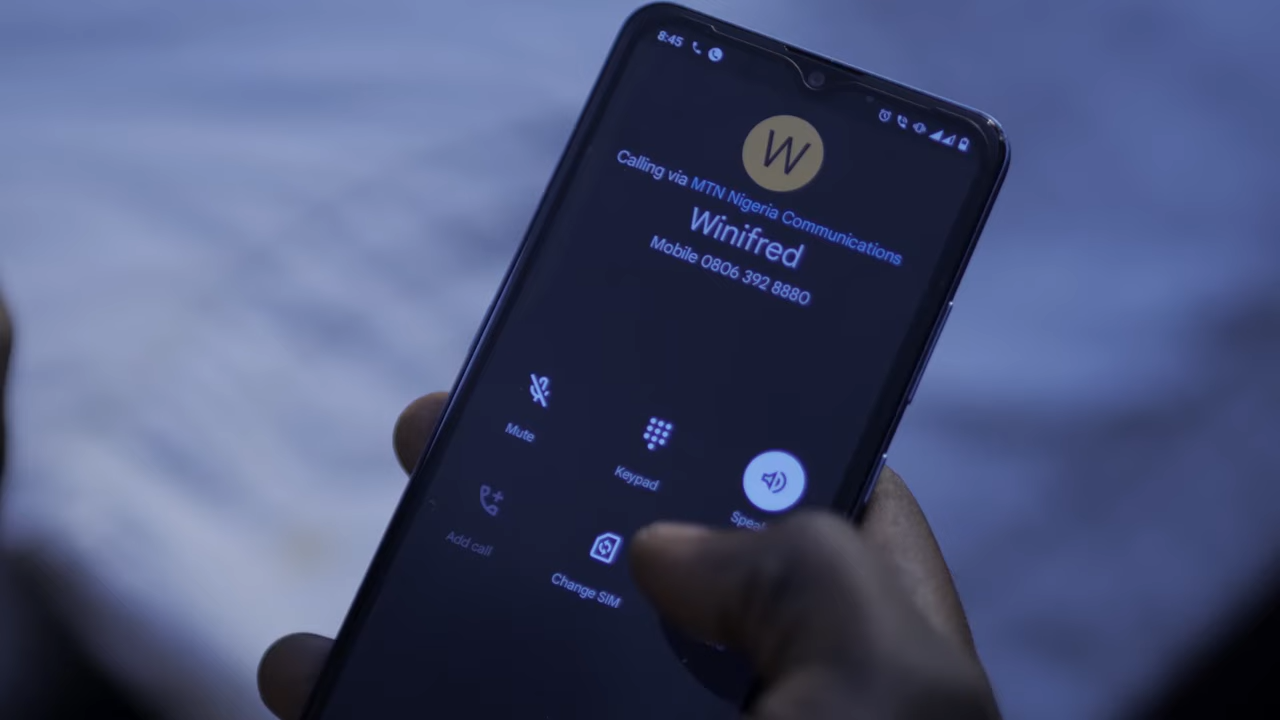 8:45
W
Calling via MTN Nigeria Communications
Winifred
Mobile 0806 392 8880
Mute
Keypad
Add call
Change SIM